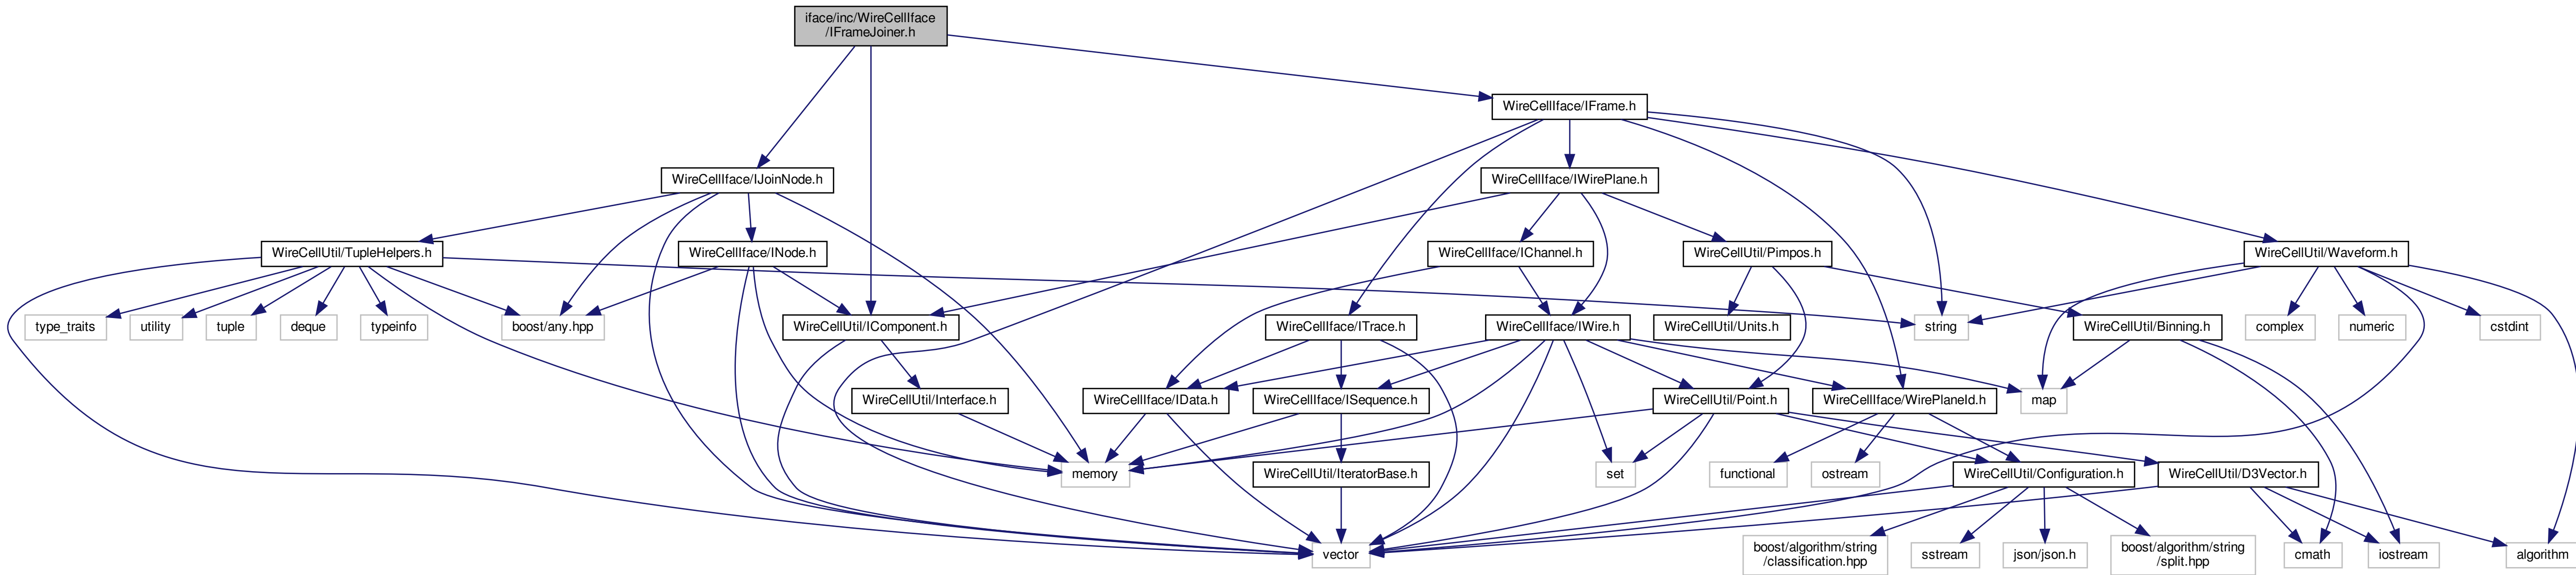 iface/inc/WireCellIface
/IFrameJoiner.h
WireCellIface/IFrame.h
WireCellIface/IJoinNode.h
WireCellIface/IWirePlane.h
WireCellUtil/TupleHelpers.h
WireCellIface/INode.h
WireCellIface/IChannel.h
WireCellUtil/Pimpos.h
WireCellUtil/Waveform.h
type_traits
utility
tuple
deque
typeinfo
boost/any.hpp
WireCellUtil/IComponent.h
WireCellIface/ITrace.h
WireCellIface/IWire.h
WireCellUtil/Units.h
string
WireCellUtil/Binning.h
complex
numeric
cstdint
WireCellUtil/Interface.h
WireCellIface/IData.h
WireCellIface/ISequence.h
WireCellUtil/Point.h
WireCellIface/WirePlaneId.h
map
memory
WireCellUtil/IteratorBase.h
set
functional
ostream
WireCellUtil/Configuration.h
WireCellUtil/D3Vector.h
vector
boost/algorithm/string
/classification.hpp
sstream
json/json.h
boost/algorithm/string
/split.hpp
cmath
iostream
algorithm